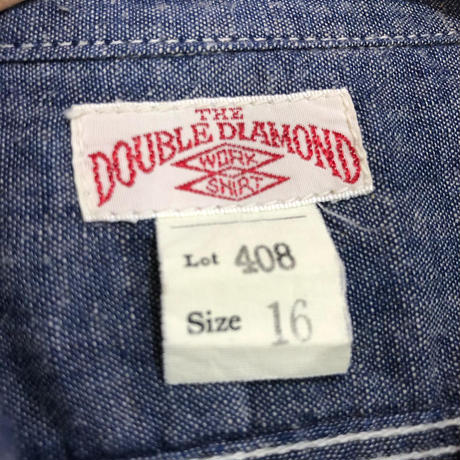 THE
DOUBLE DIAMOND
WORK
SHIRT
Lot 408
Size 16